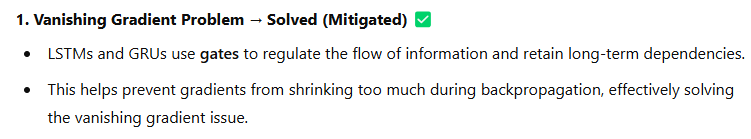 1. Vanishing Gradient Problem → Solved (Mitigated) ✅
• LSTMs and GRUs use gates to regulate the flow of information and retain long-term dependencies.
• This helps prevent gradients from shrinking too much during backpropagation, effectively solving
the vanishing gradient issue.